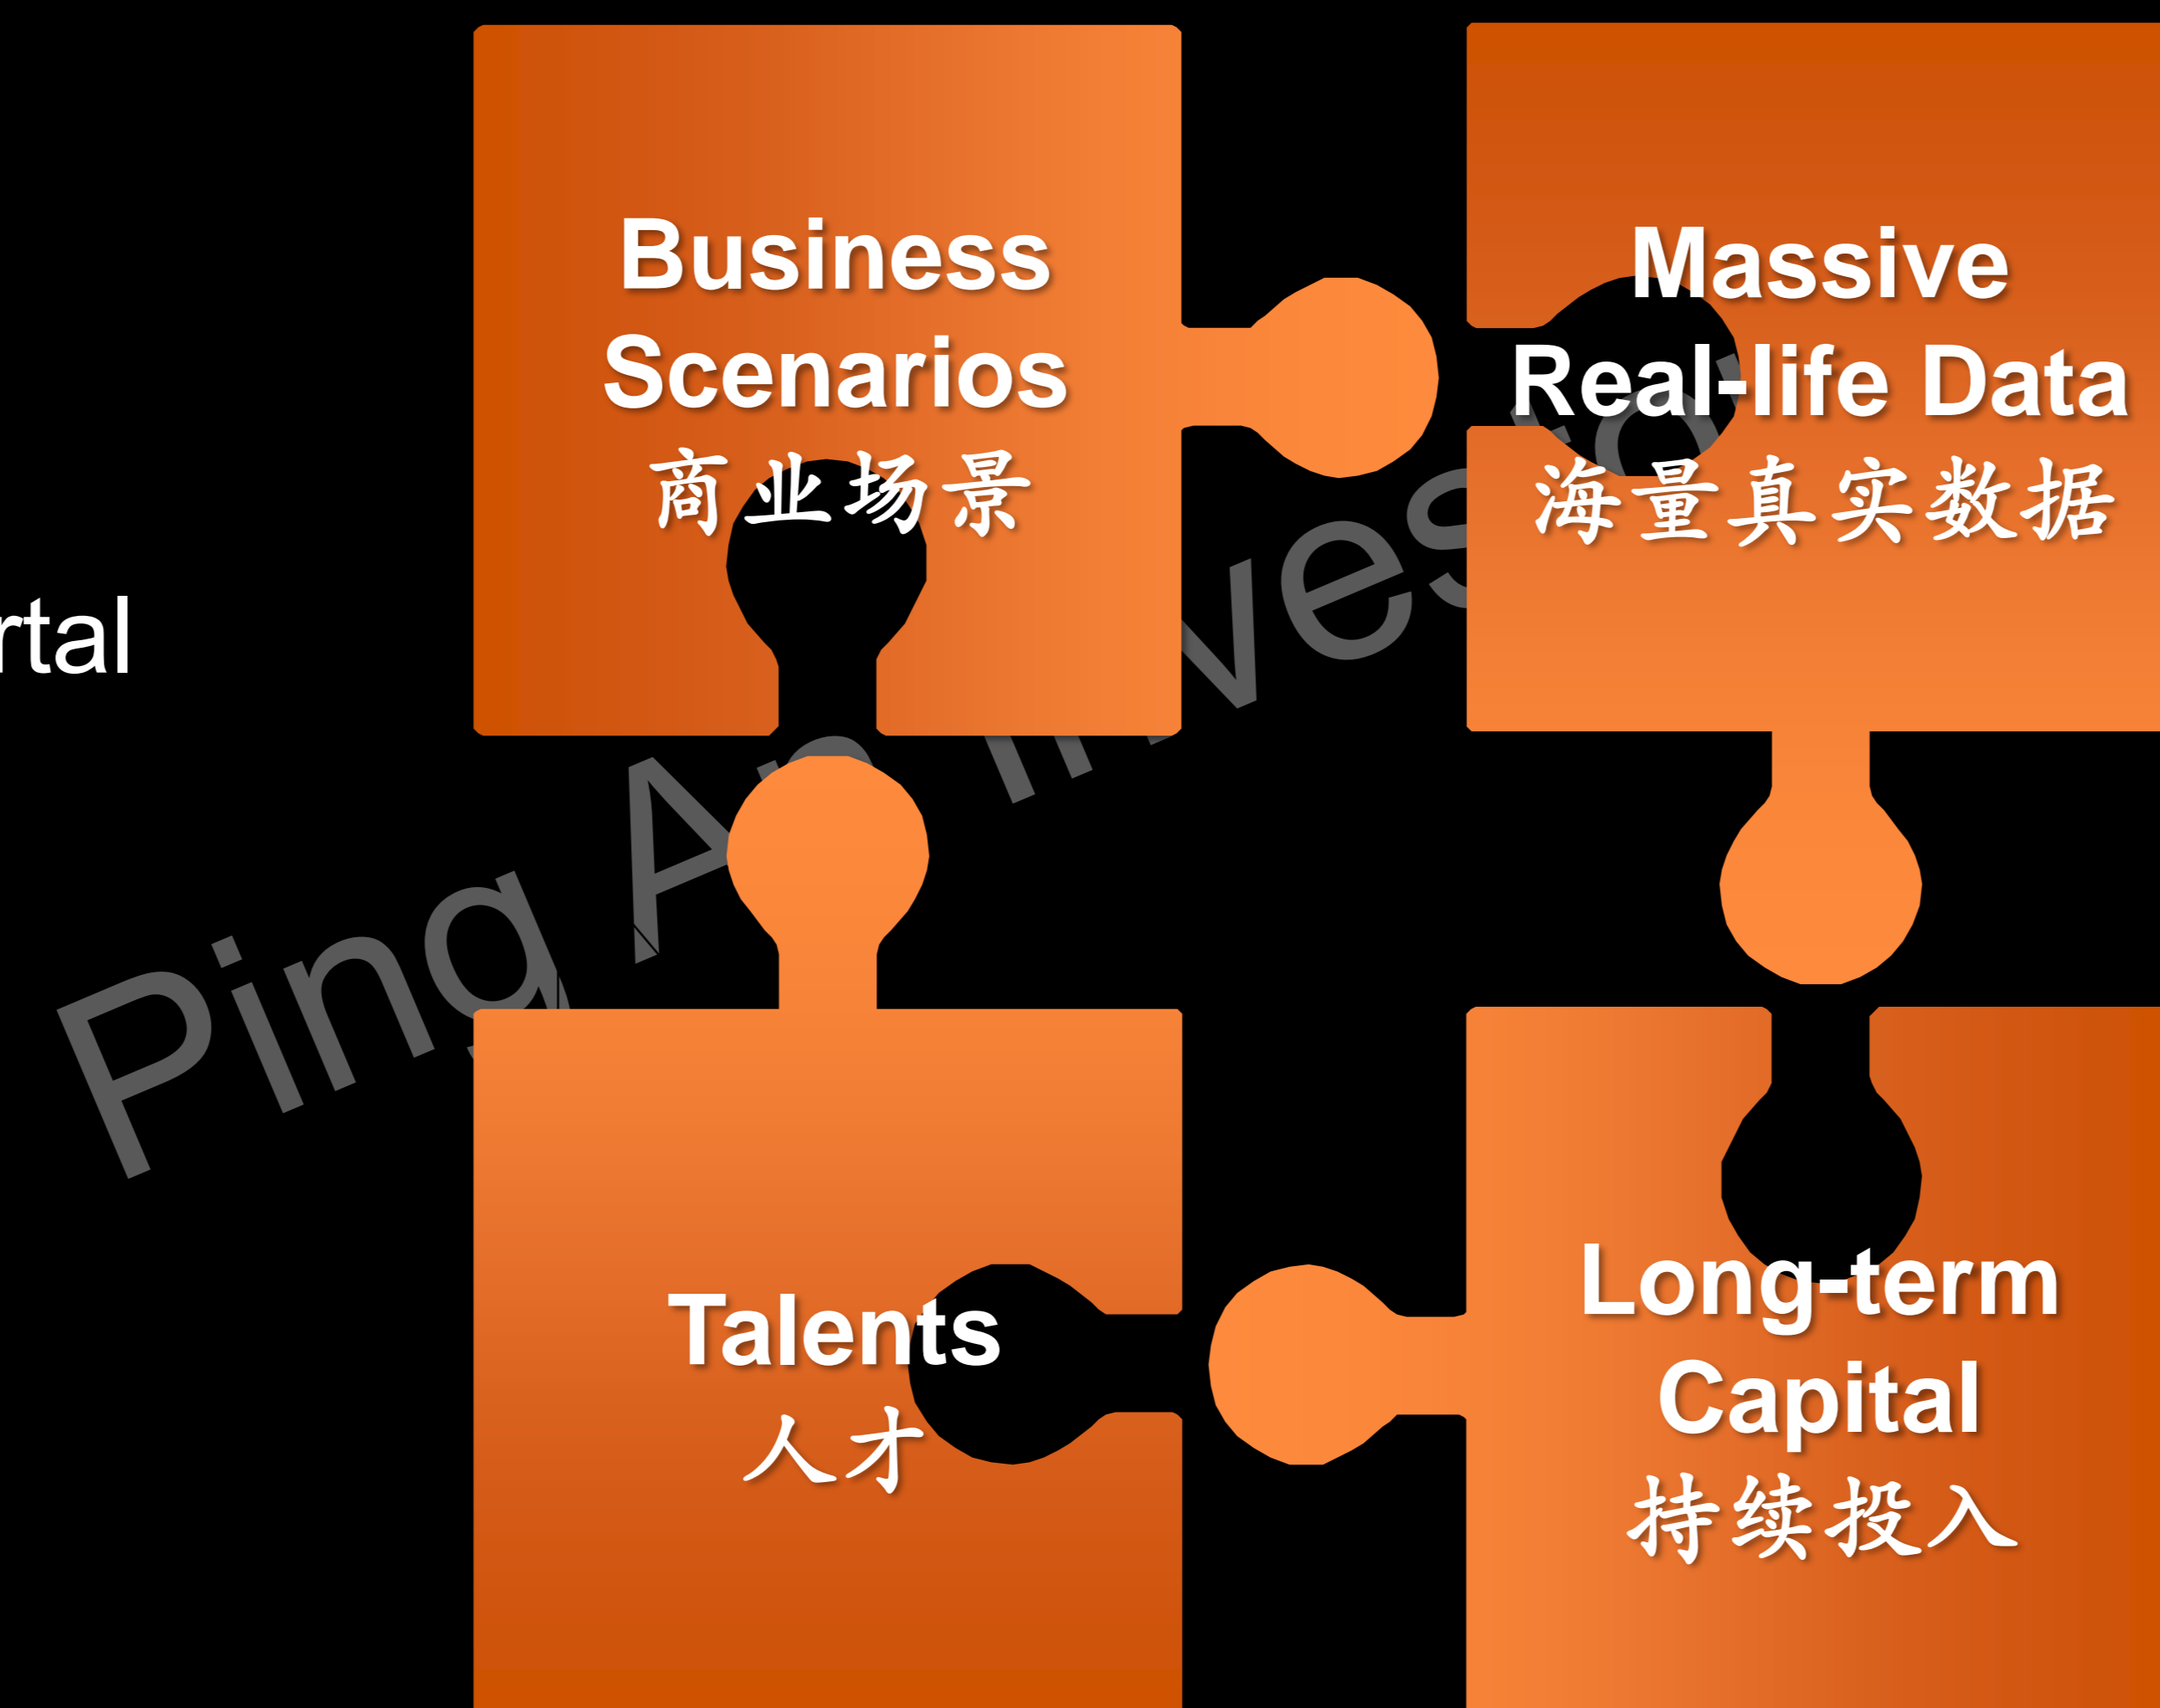 Business
Scenarios
商业场景
Massive
Real-life Data
海量真实数据
rtal
Ping An Inves
Talents
人才
Long-term
Capital
持续投入